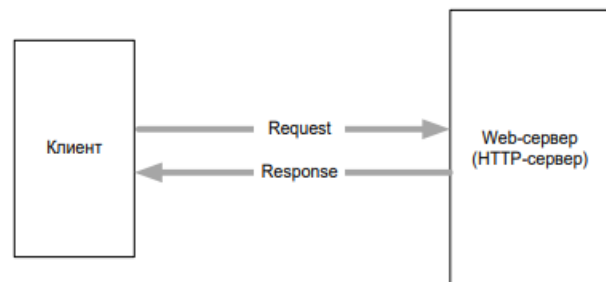 Клиент
Request
Response
Web-сервер
(HTTP-сервер)